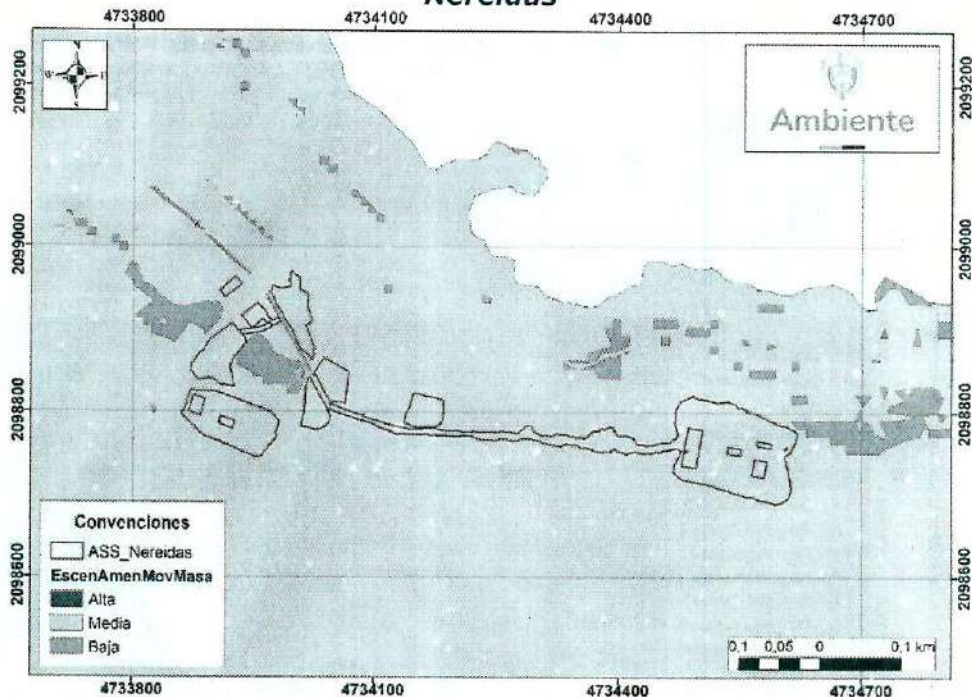 Nereidas
4733800 4734100 4734400 4734700
2099200 2099200
Ambiente
W E
S
2099000 2099000
2098800 2098800
Convenciones
ASS_Nereidas
EscenAmenMovMasa
Alta
Media
Baja
2098600 2098600
0,1 0,05 0 0,1 km
4733800 4734100 4734400 4734700